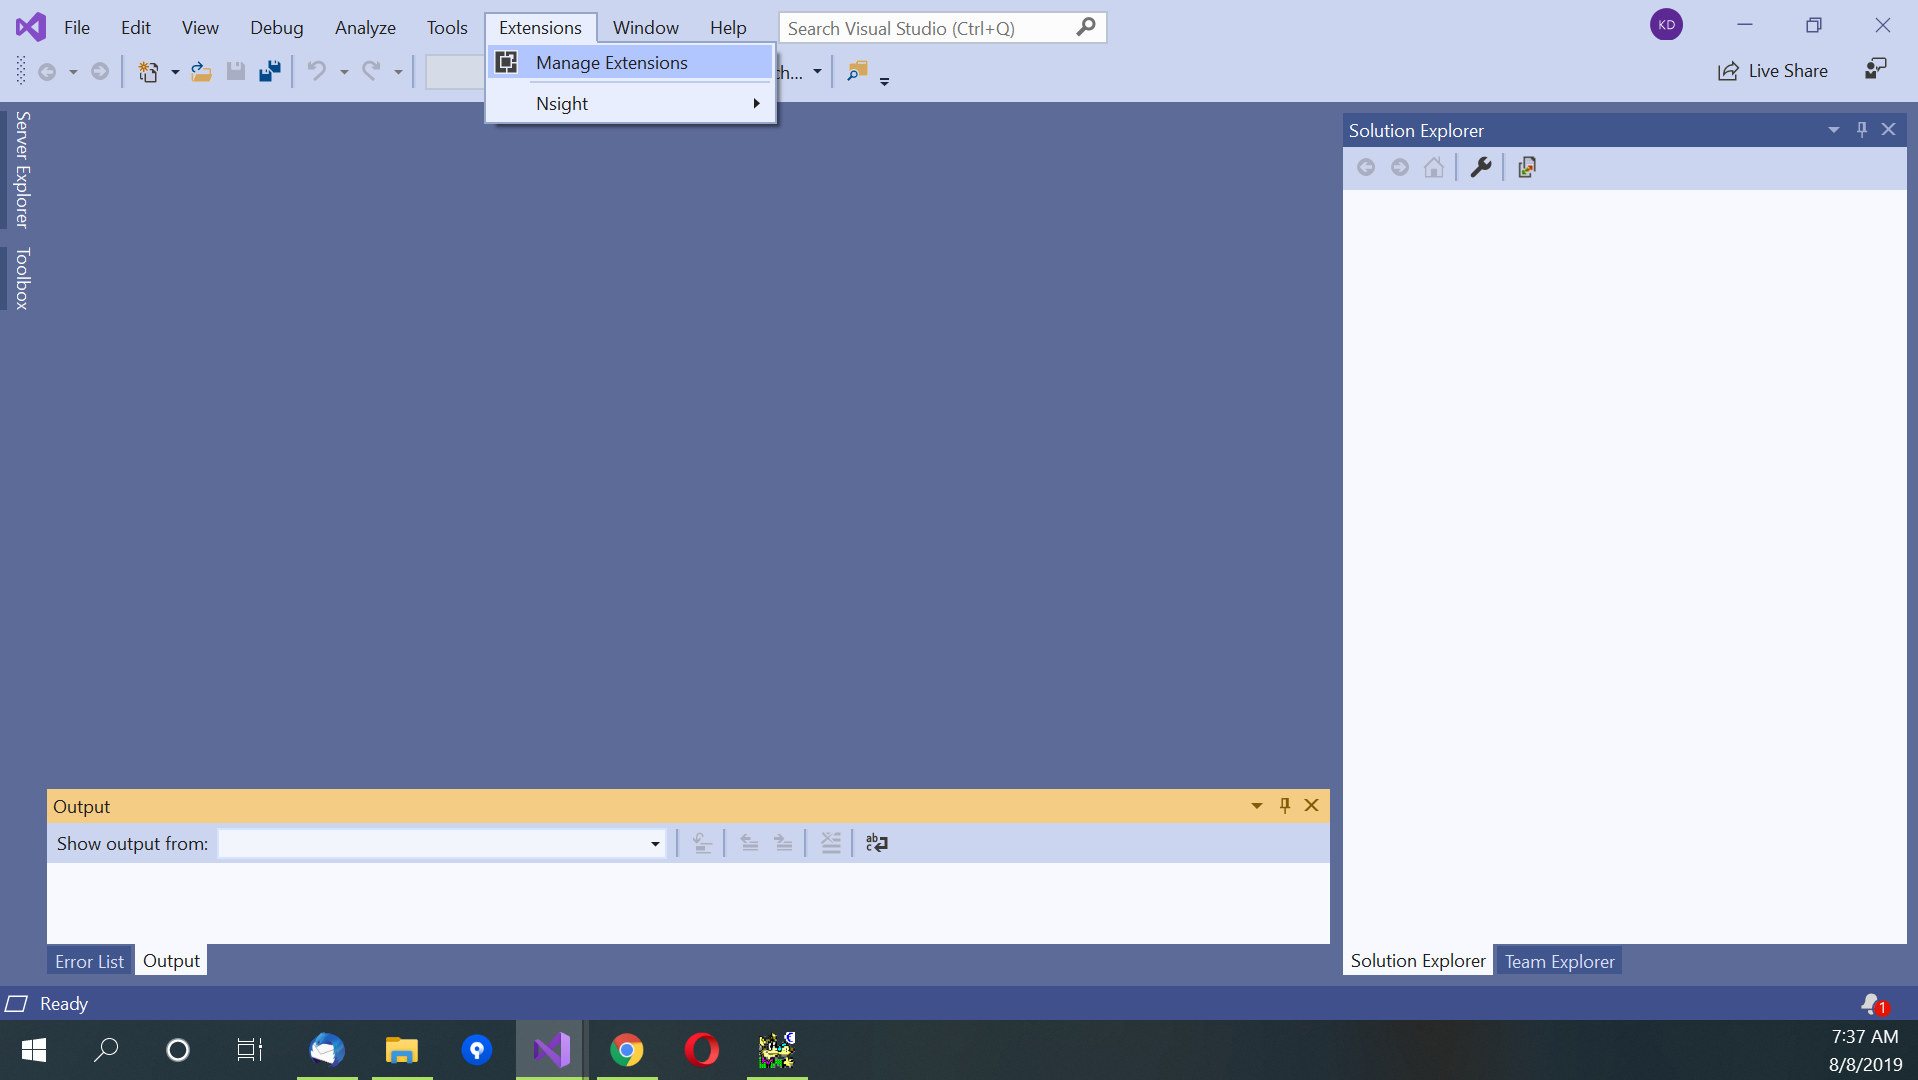 File Edit View Debug Analyze Tools Extensions Window Help Search Visual Studio (Ctrl+Q) KD
Manage Extensions
ch... Live Share
Nsight
Server Explorer
Toolbox
Solution Explorer
Output
Show output from:
Error List Output
Solution Explorer Team Explorer
Ready 1
7:37 AM
8/8/2019